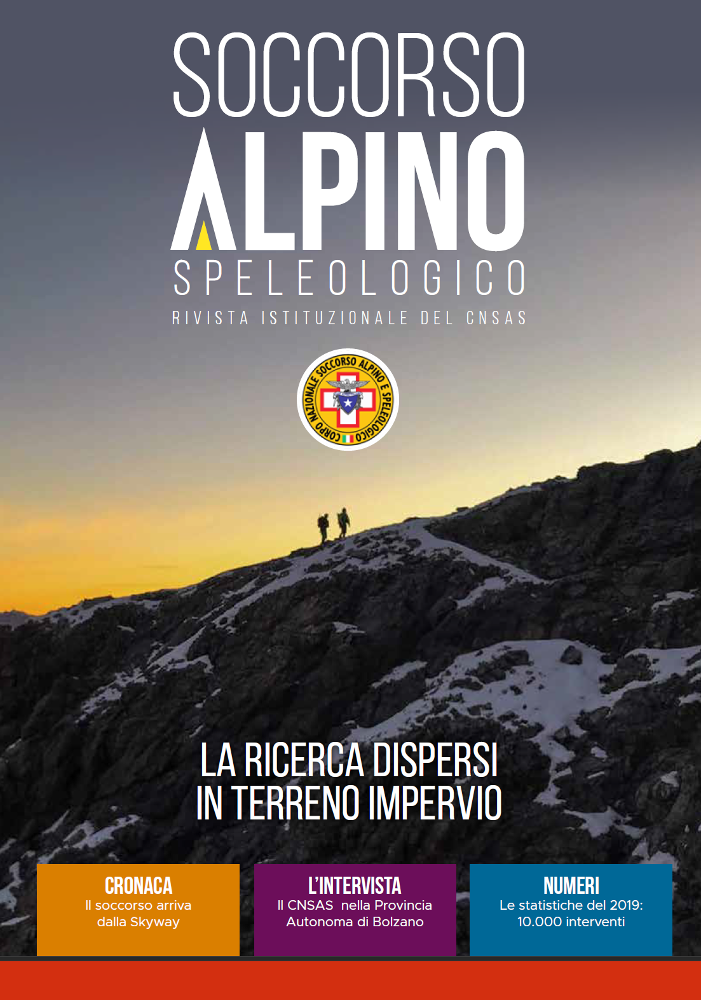 SOCCORSO
ALPINO
SPELEOLOGICO
RIVISTA ISTITUZIONALE DEL CNSAS
CORPO NAZIONALE SOCCORSO ALPINO E SPELEOLOGICO
LA RICERCA DISPERSI
IN TERRENO IMPERVIO
CRONACA
Il soccorso arriva
dalla Skyway
L'INTERVISTA
Il CNSAS nella Provincia
Autonoma di Bolzano
NUMERI
Le statistiche del 2019:
10.000 interventi